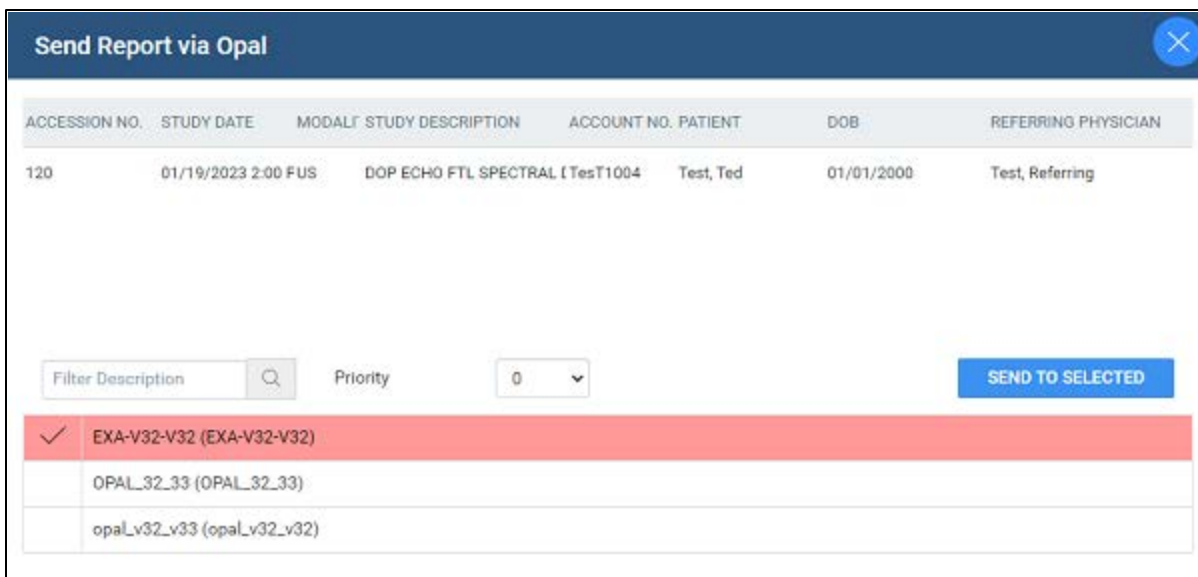 Send Report via Opal
ACCESSION NO. STUDY DATE MODALI STUDY DESCRIPTION ACCOUNT NO. PATIENT DOB REFERRING PHYSICIAN
120 01/19/2023 2:00 F US DOP ECHO FTL SPECTRAL TesT1004 Test, Ted 01/01/2000 Test, Referring
Filter Description Priority 0 SEND TO SELECTED
EXA-V32-V32 (EXA-V32-V32)
OPAL_32_33 (OPAL_32_33)
opal_v32_v33 (opal_v32_v32)